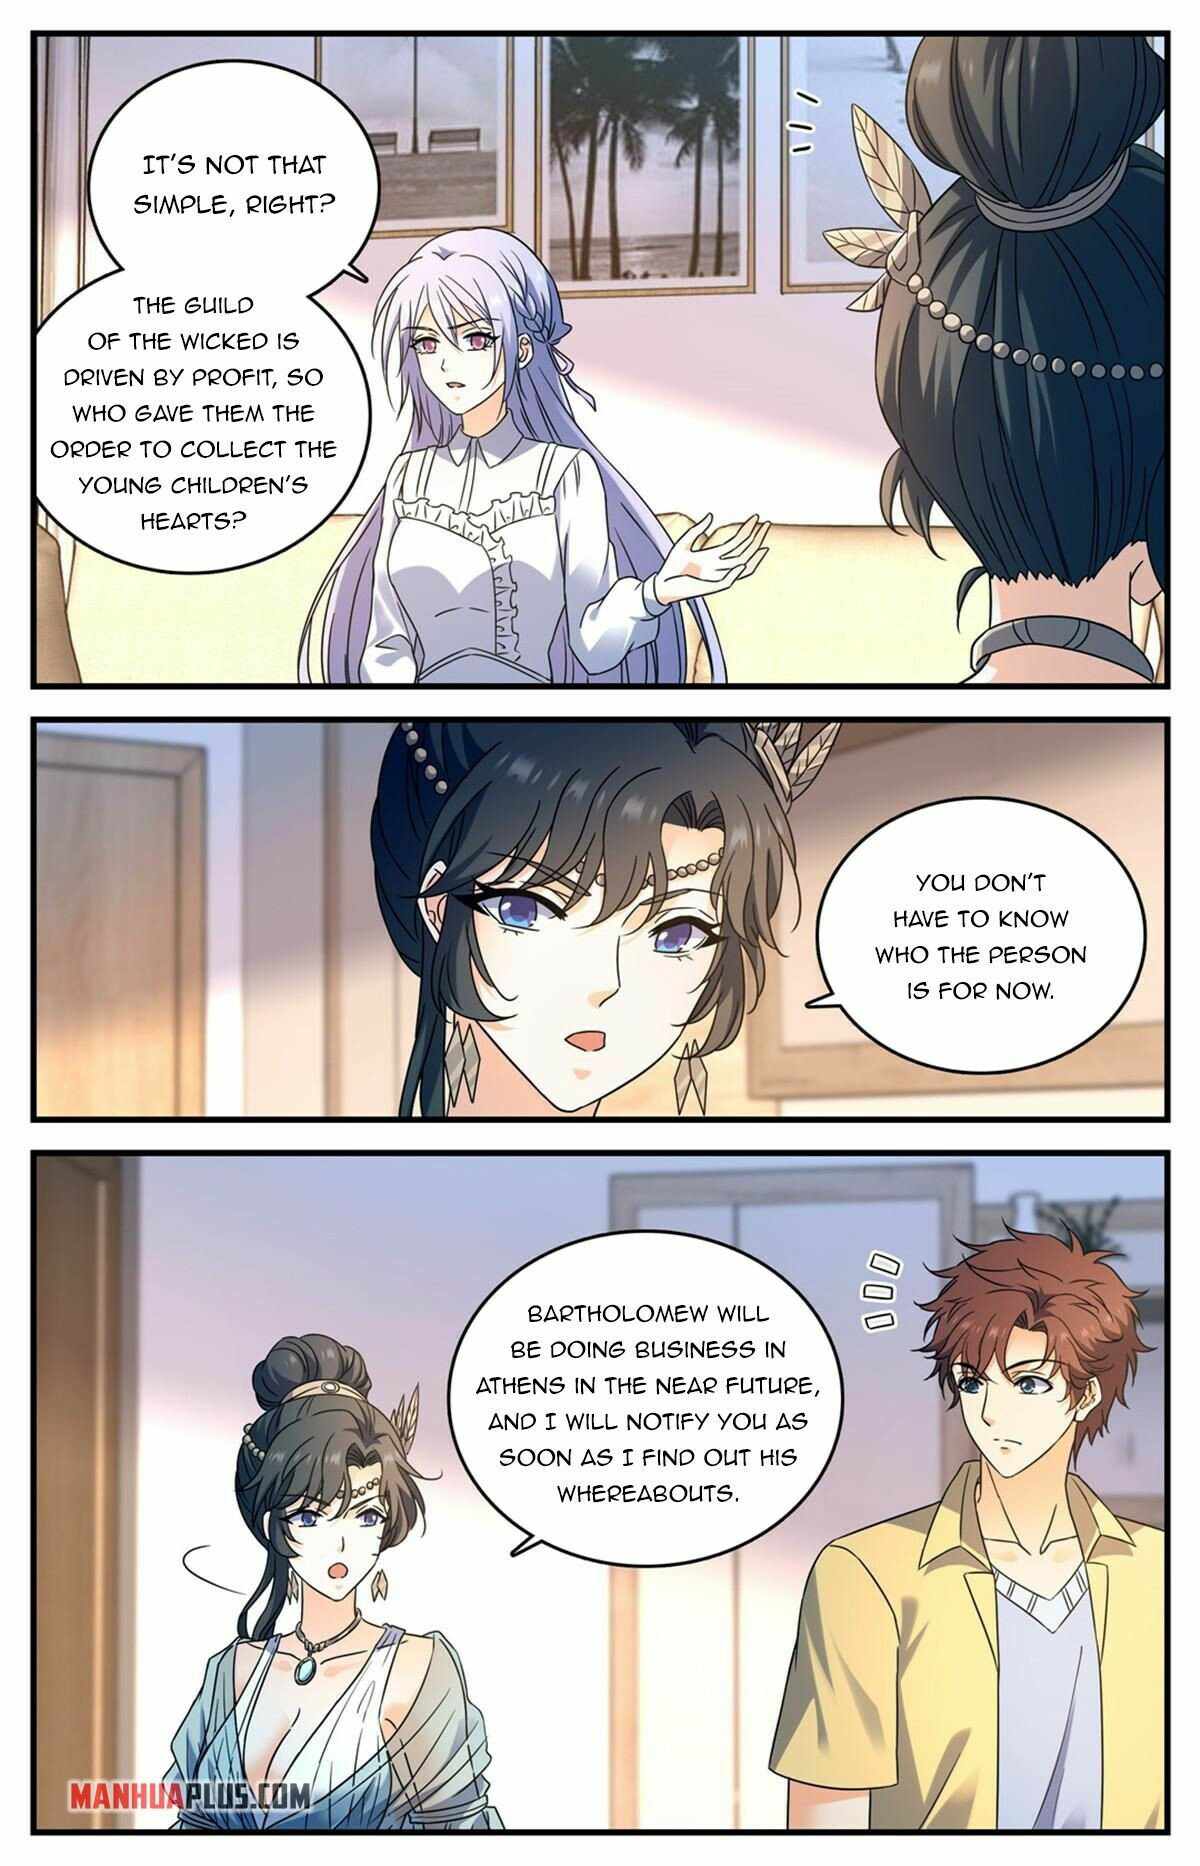 IT'S NOT THAT
SIMPLE, RIGHT?
THE GUILD
OF THE WICKED IS
DRIVEN BY PROFIT, SO
WHO GAVE THEM THE
ORDER TO COLLECT THE
YOUNG CHILDREN'S
HEARTS?
YOU DON'T
HAVE TO KNOW
WHO THE PERSON
IS FOR NOW.
BARTHOLOMEW WILL
BE DOING BUSINESS IN
ATHENS IN THE NEAR FUTURE,
AND I WILL NOTIFY YOU AS
SOON AS I FIND OUT HIS
WHEREABOUTS.
MANHUAPLUS.COM